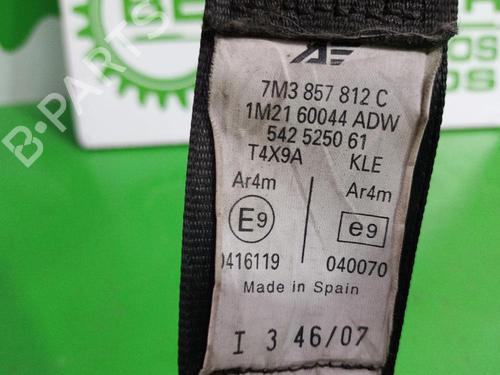 7M3 857 812 C
1M21 60044 ADW
542 5250 61
T4X9A KLE
Ar4m Ar4m
E9 e9
0416119 040070
Made in Spain
I 3 46/07